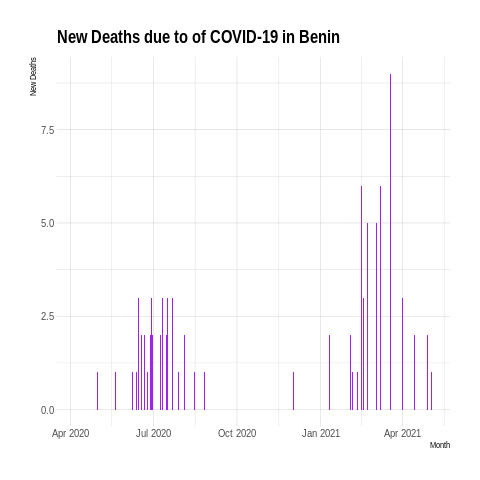 New Deaths due to of COVID-19 in Benin
New Deaths
7.5
5.0
2.5
0.0
Apr 2020 Jul 2020 Oct 2020 Jan 2021 Apr 2021
Month